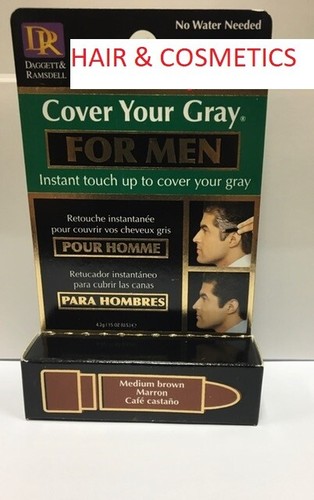 No Water Needed
DR
DAGGETT &
RAMSDELL
HAIR & COSMETICS
Cover Your Gray®
FOR MEN
Instant touch up to cover your gray
Retouche instantanée
pour couvrir vos cheveux gris
POUR HOMME
Retucador instantáneo
para cubrir las canas
PARA HOMBRES
Medium brown
Marron
Café castaño